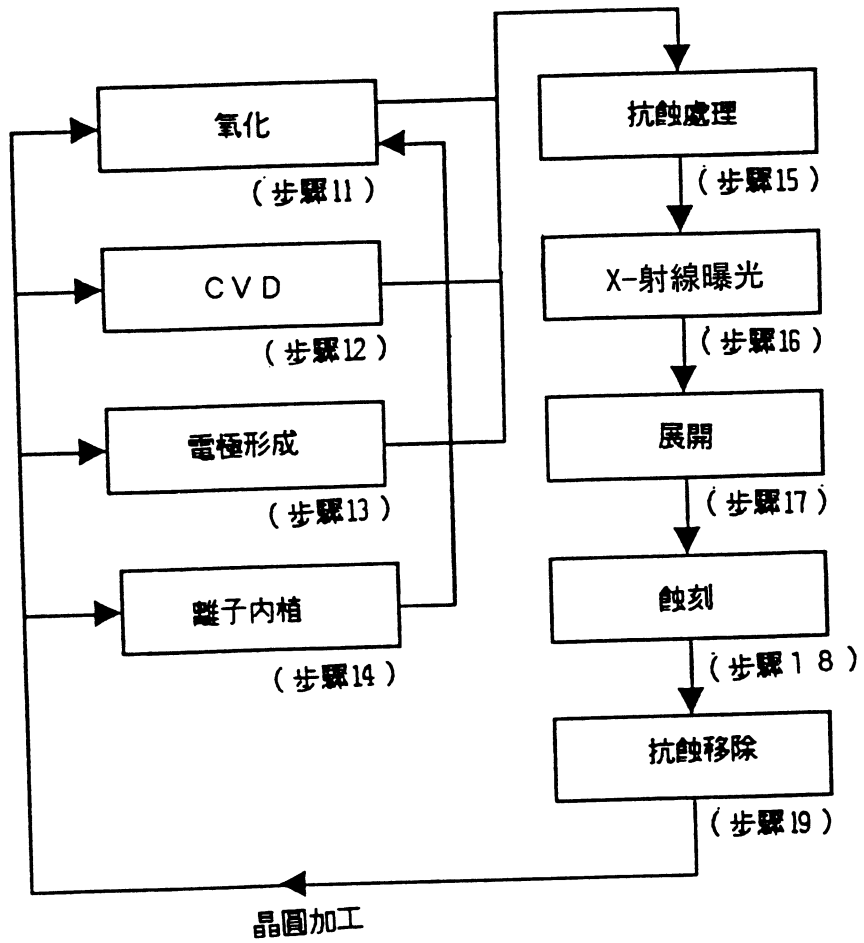 氧化
(步驟11)
CVD
(步驟12)
電極形成
(步驟13)
離子內植
(步驟14)
抗蝕處理
(步驟15)
X-射線曝光
(步驟16)
展開
(步驟17)
蝕刻
(步驟18)
抗蝕移除
(步驟19)
晶圓加工